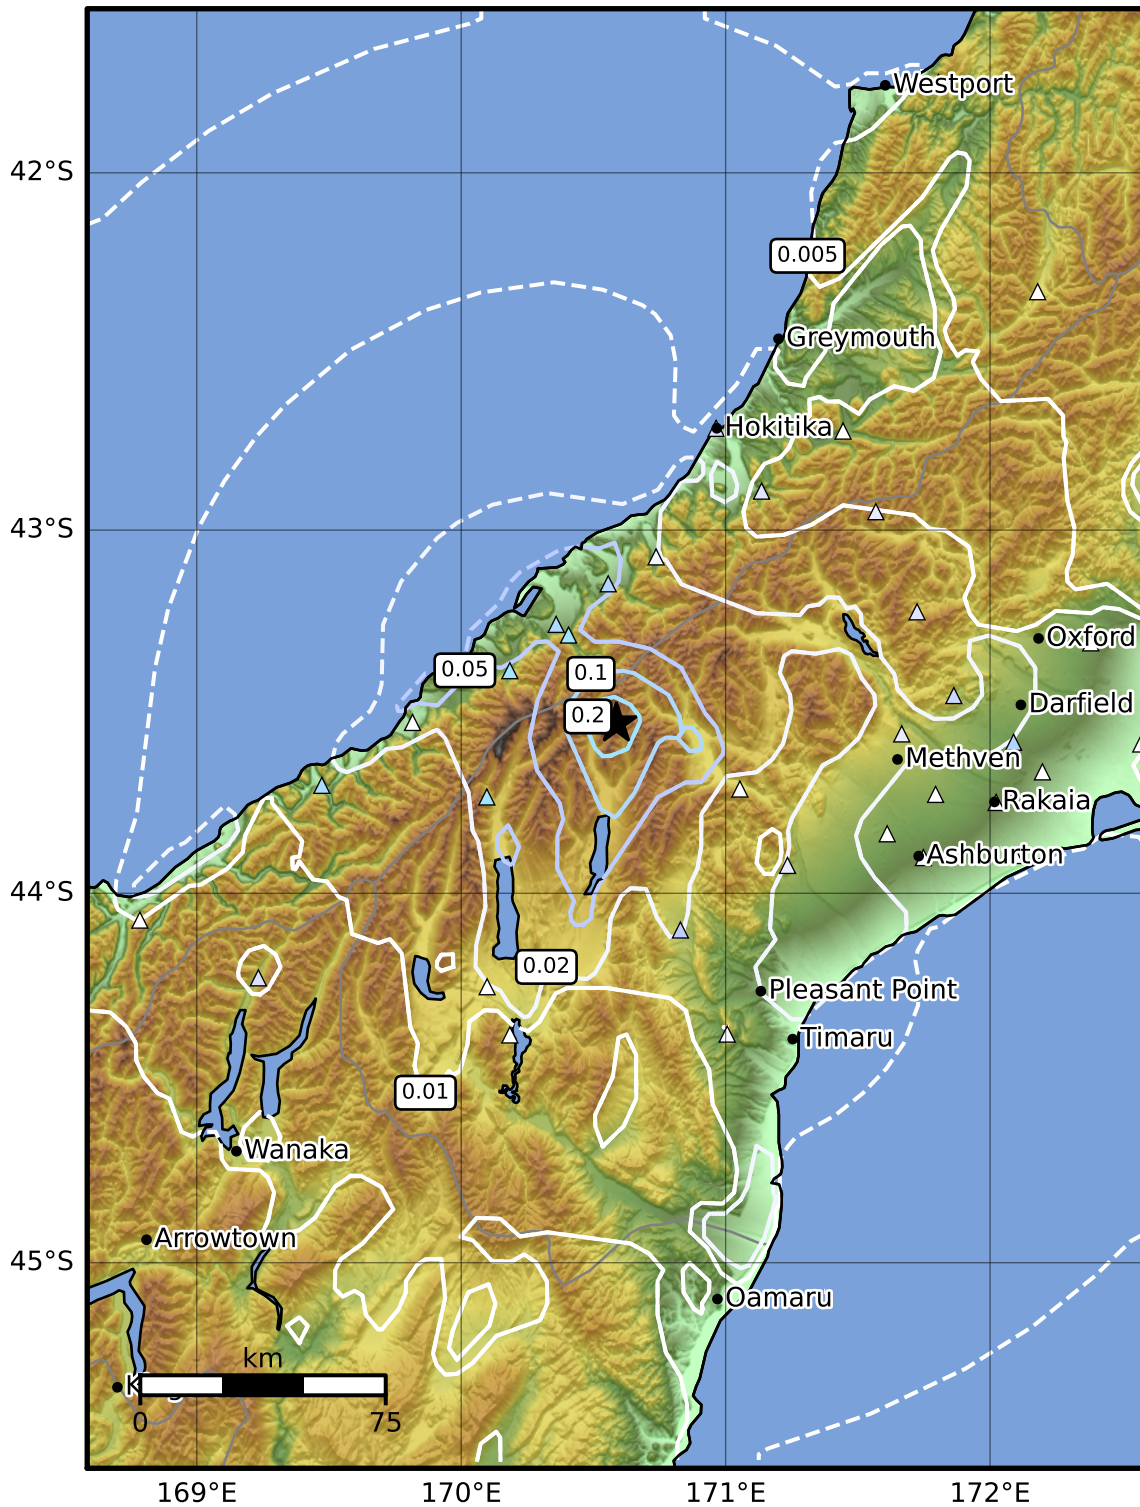 Westport
42°S
0.005
Greymouth
Hokitika
43°S
Oxford
0.05
0.1
Darfield
0.2
Methven
Rakaia
Ashburton
44°S
0.02
Pleasant Point
Timaru
0.01
Wanaka
Arrowtown
45°S
Oamaru
km
0
75
169°E
170°E
171°E
172°E